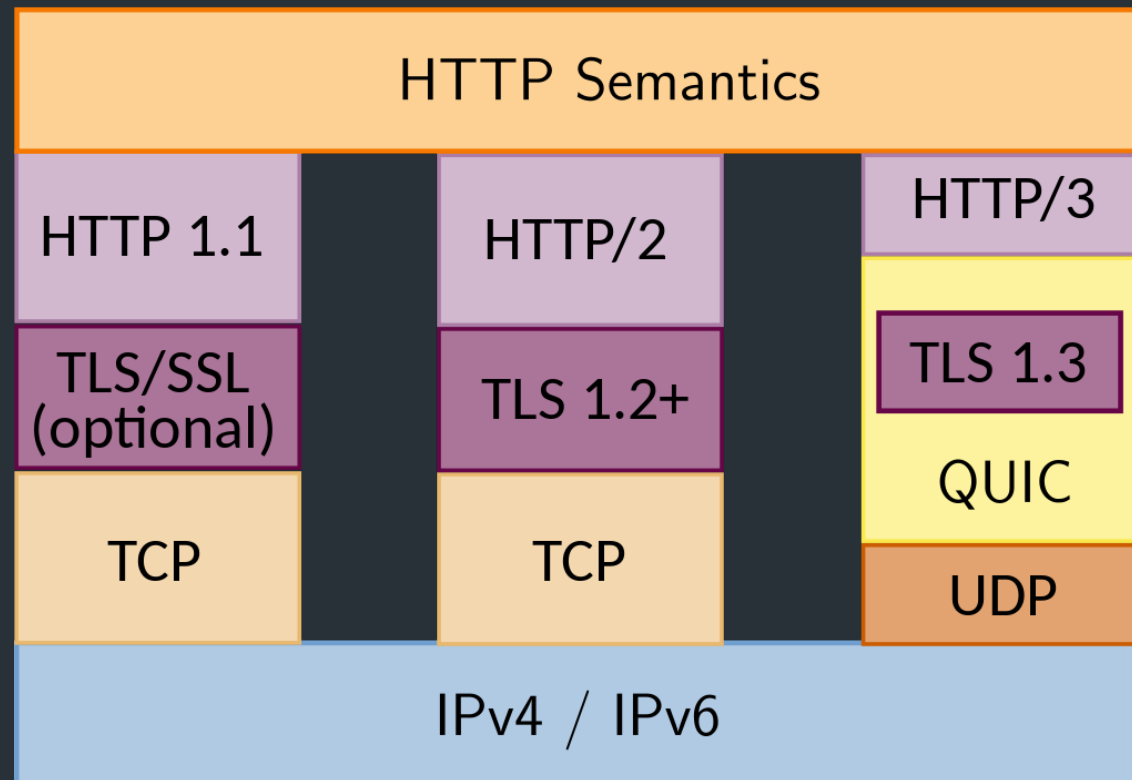 HTTP Semantics
HTTP 1.1
TLS/SSL
(optional)
TCP
HTTP/2
TLS 1.2+
TCP
HTTP/3
TLS 1.3
QUIC
UDP
IPv4 / IPv6